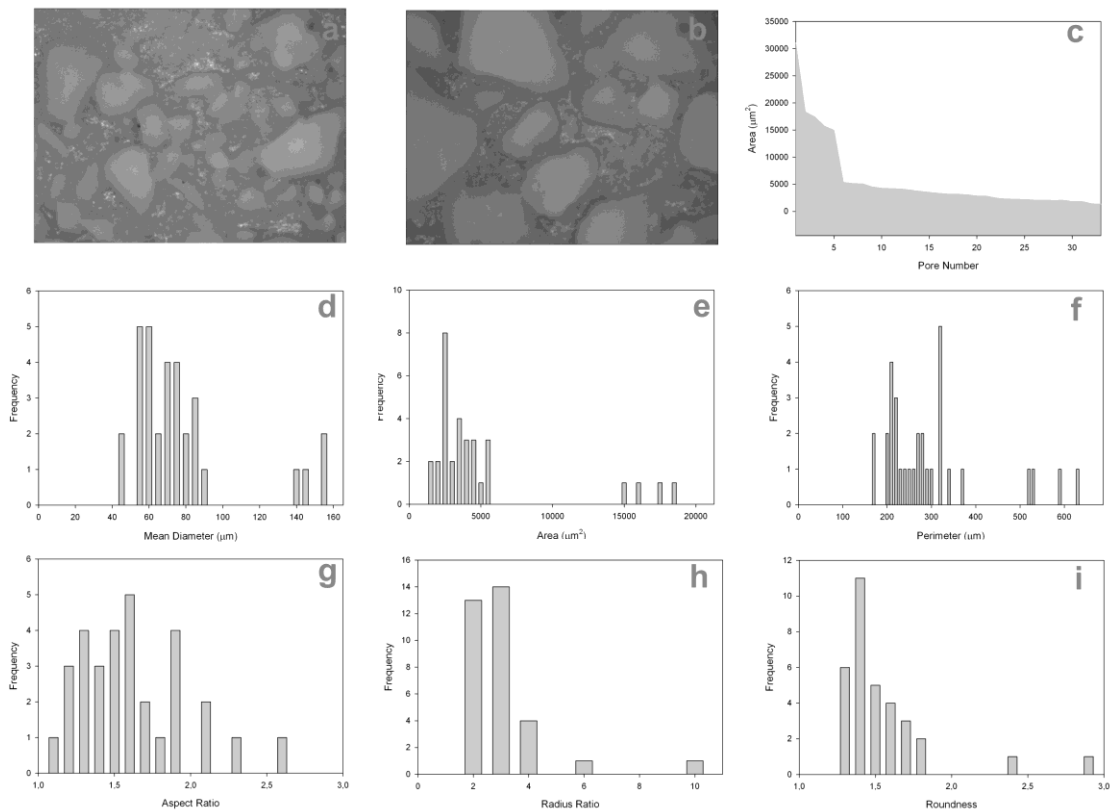 a
b
c
35000
30000
25000
20000
15000
10000
5000
0
Area (μm²)
5 10 15 20 25 30
Pore Number
d
6
5
4
3
2
1
0
Frequency
0 20 40 60 80 100 120 140 160
Mean Diameter (μm)
e
10
8
6
4
2
0
Frequency
0 5000 10000 15000 20000
Area (μm²)
f
6
5
4
3
2
1
0
Frequency
0 100 200 300 400 500 600
Perimeter (μm)
g
6
5
4
3
2
1
0
Frequency
1,0 1,5 2,0 2,5 3,0
Aspect Ratio
h
16
14
12
10
8
6
4
2
0
Frequency
2 4 6 8 10
Radius Ratio
i
12
10
8
6
4
2
0
Frequency
1,5 2,0 2,5 3,0
Roundness